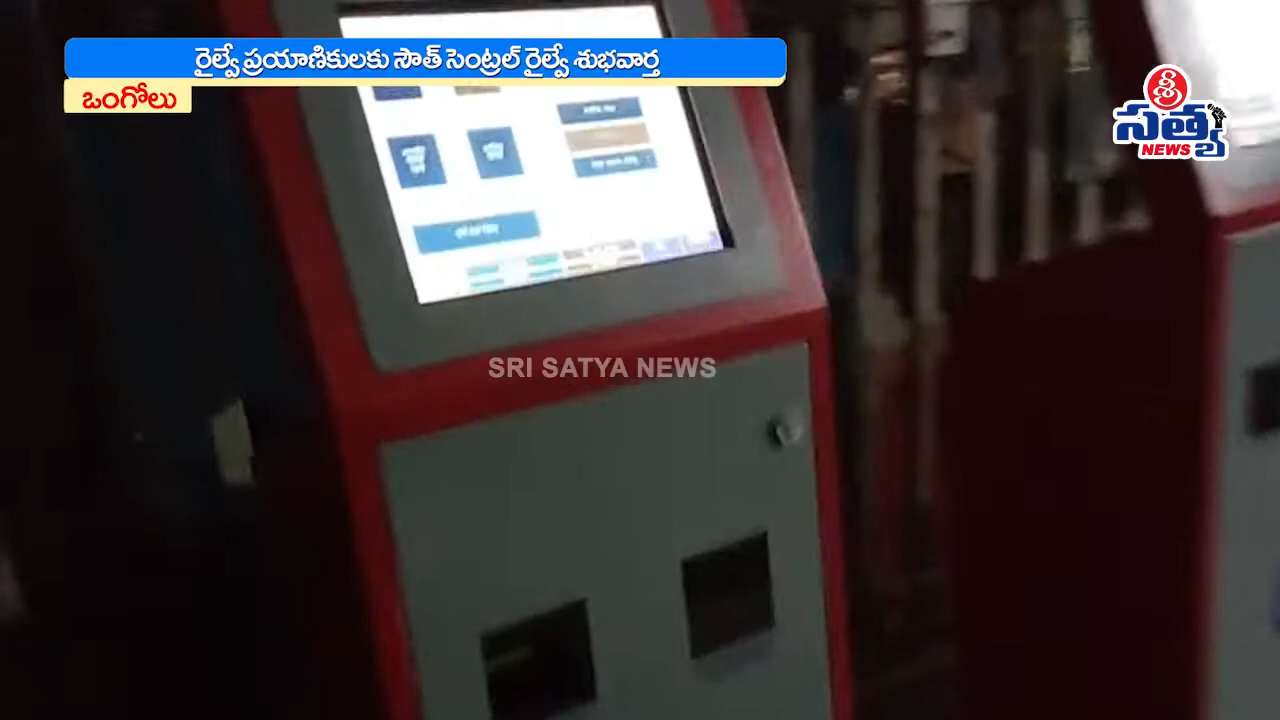 రైల్వే ప్రయాణికులకు సౌత్ సెంట్రల్ రైల్వే శుభవార్త
ఒంగోలు
శ్రీ
సత్య
NEWS
SRI SATYA NEWS